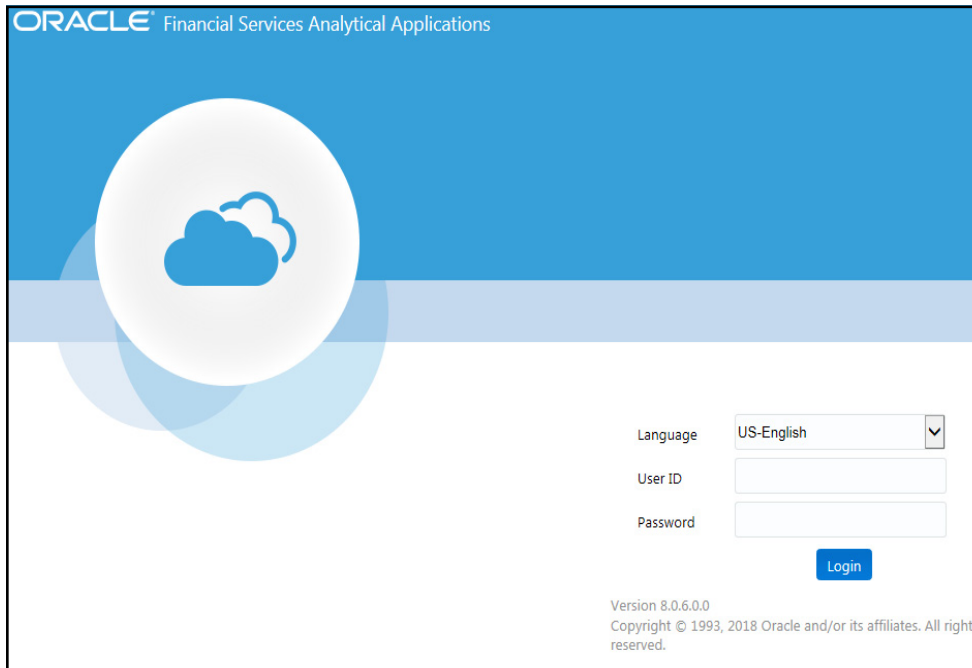 ORACLE Financial Services Analytical Applications
Language US-English
User ID
Password
Login
Version 8.0.6.0.0
Copyright © 1993, 2018 Oracle and/or its affiliates. All right
reserved.